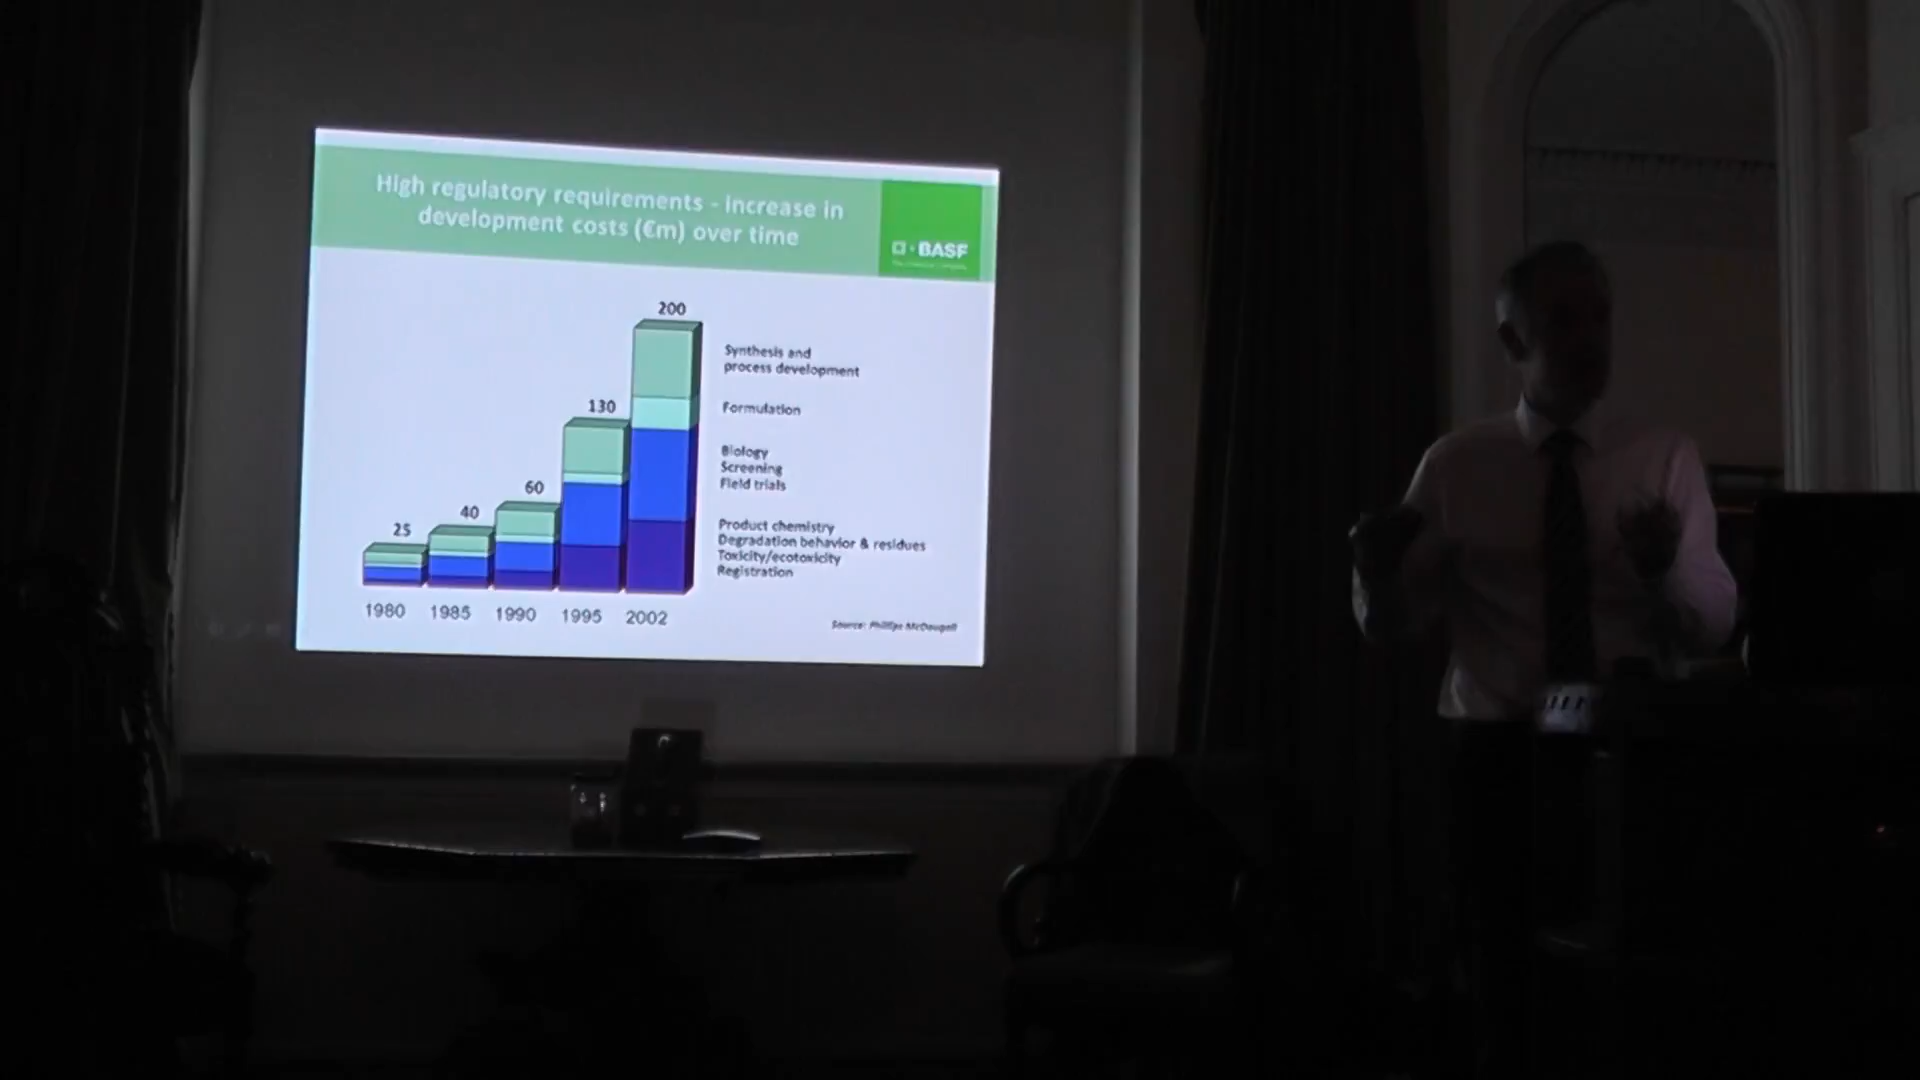 High regulatory requirements - increase in
development costs (€m) over time
BASF
200
130
60
40
25
Synthesis and
process development
Formulation
Biology
Screening
Field trials
Product chemistry
Degradation behavior & residues
Toxicity/ecotoxicity
Registration
1980 1985 1990 1995 2002
Source: Phillips McDougall